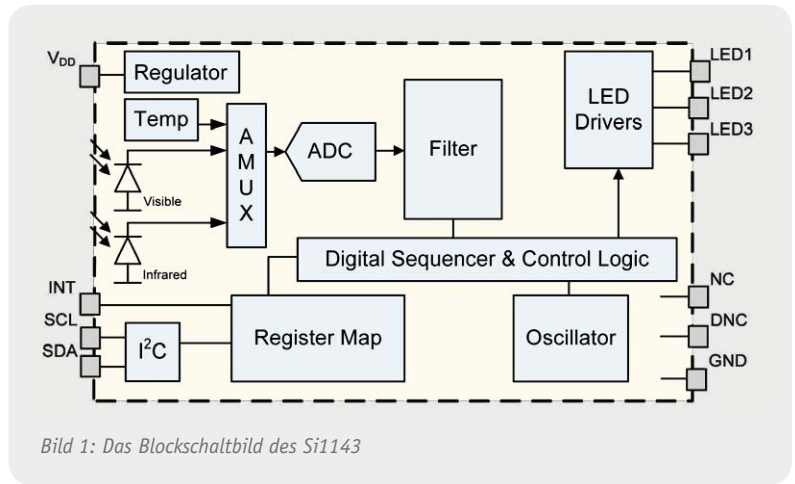 V_DD
Regulator
LED1
LED2
LED3
LED
Drivers
Temp
A
M
U
X
ADC
Filter
Visible
Infrared
Digital Sequencer & Control Logic
INT
SCL
SDA
I²C
Register Map
Oscillator
NC
DNC
GND
Bild 1: Das Blockschaltbild des Si1143